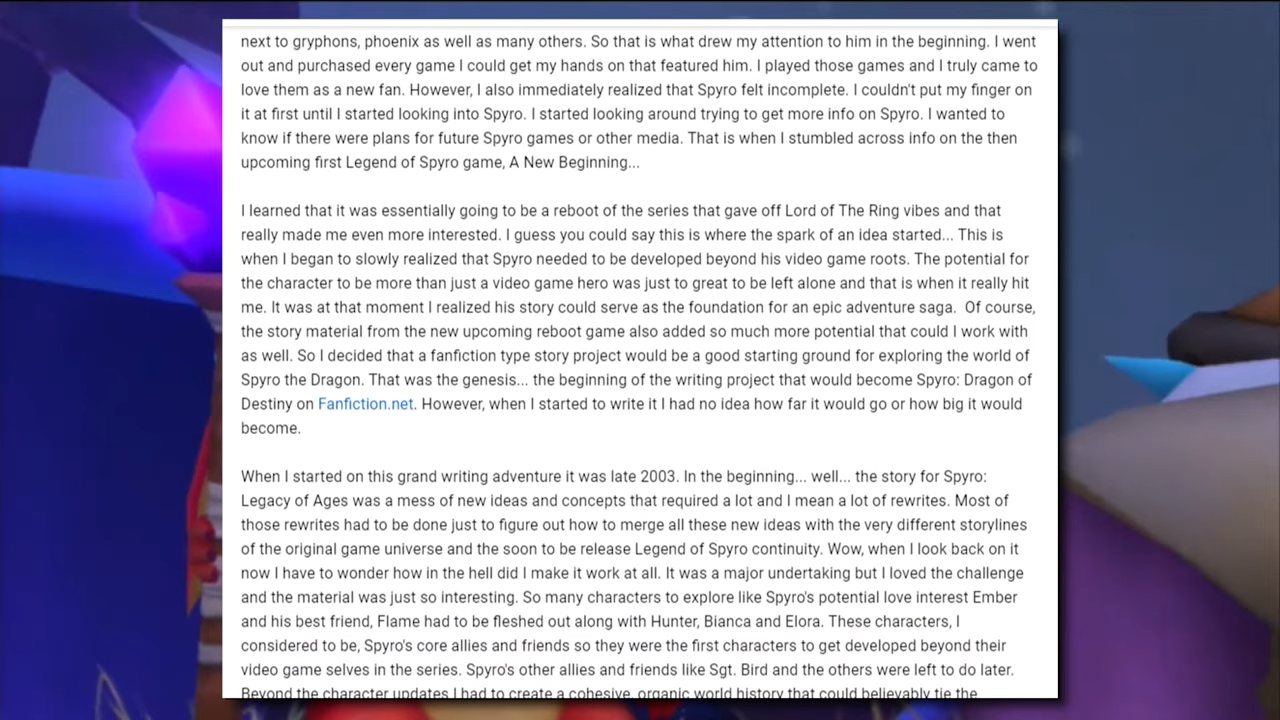 next to gryphons, phoenix as well as many others. So that is what drew my attention to him in the beginning. I went
out and purchased every game I could get my hands on that featured him. I played those games and I truly came to
love them as a new fan. However, I also immediately realized that Spyro felt incomplete. I couldn't put my finger on
it at first until I started looking into Spyro. I started looking around trying to get more info on Spyro. I wanted to
know if there were plans for future Spyro games or other media. That is when I stumbled across info on the then
upcoming first Legend of Spyro game, A New Beginning...
I learned that it was essentially going to be a reboot of the series that gave off Lord of The Ring vibes and that
really made me even more interested. I guess you could say this is where the spark of an idea started... This is
when I began to slowly realized that Spyro needed to be developed beyond his video game roots. The potential for
the character to be more than just a video game hero was just to great to be left alone and that is when it really hit
me. It was at that moment I realized his story could serve as the foundation for an epic adventure saga.  Of course,
the story material from the new upcoming reboot game also added so much more potential that could I work with
as well. So I decided that a fanfiction type story project would be a good starting ground for exploring the world of
Spyro the Dragon. That was the genesis... the beginning of the writing project that would become Spyro: Dragon of
Destiny on Fanfiction.net. However, when I started to write it I had no idea how far it would go or how big it would
become.
When I started on this grand writing adventure it was late 2003. In the beginning... well... the story for Spyro:
Legacy of Ages was a mess of new ideas and concepts that required a lot and I mean a lot of rewrites. Most of
those rewrites had to be done just to figure out how to merge all these new ideas with the very different storylines
of the original game universe and the soon to be release Legend of Spyro continuity. Wow, when I look back on it
now I have to wonder how in the hell did I make it work at all. It was a major undertaking but I loved the challenge
and the material was just so interesting. So many characters to explore like Spyro's potential love interest Ember
and his best friend, Flame had to be fleshed out along with Hunter, Bianca and Elora. These characters, I
considered to be, Spyro's core allies and friends so they were the first characters to get developed beyond their
video game selves in the series. Spyro's other allies and friends like Sgt. Bird and the others were left to do later.
Beyond the character updates I had to create a cohesive, organic world history that could believably tie the